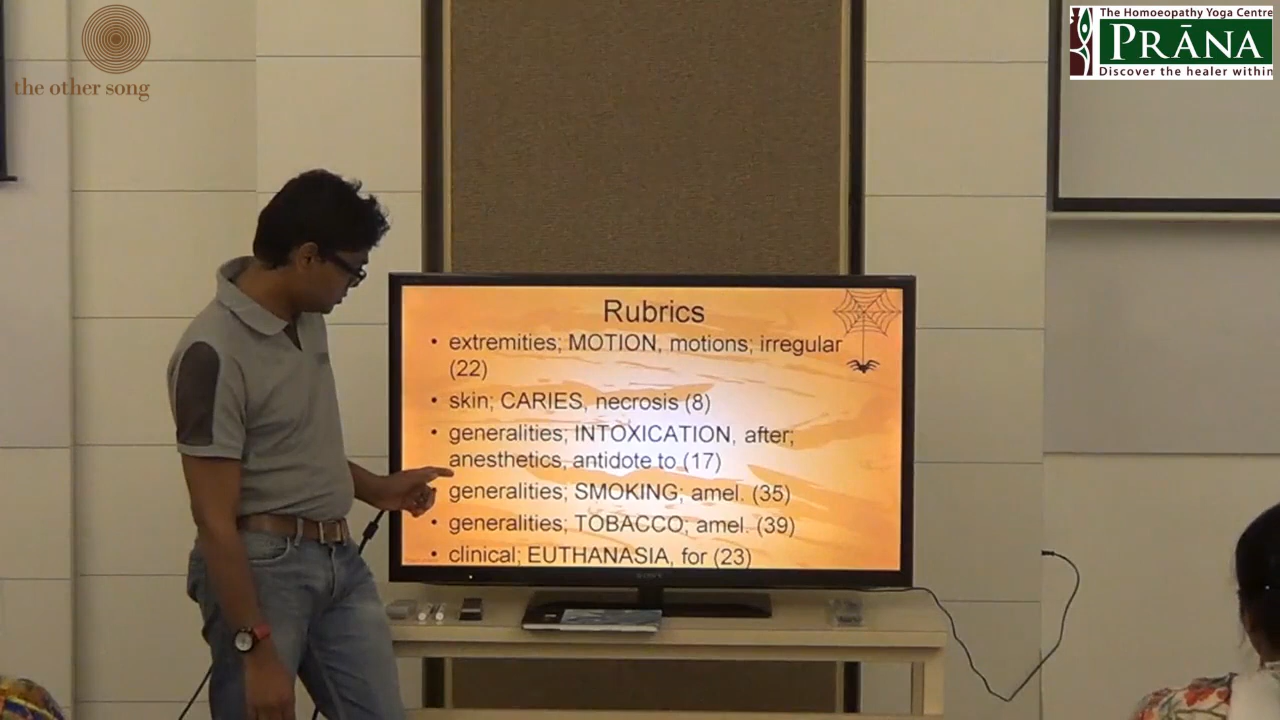 the other song
The Homoeopathy Yoga Centre
PRĀNA
Discover the healer within
Rubrics
• extremities; MOTION, motions; irregular
(22)
• skin; CARIES, necrosis (8)
• generalities; INTOXICATION, after;
anesthetics, antidote to (17)
generalities; SMOKING; amel. (35)
• generalities; TOBACCO; amel. (39)
• clinical; EUTHANASIA, for (23)
SONY